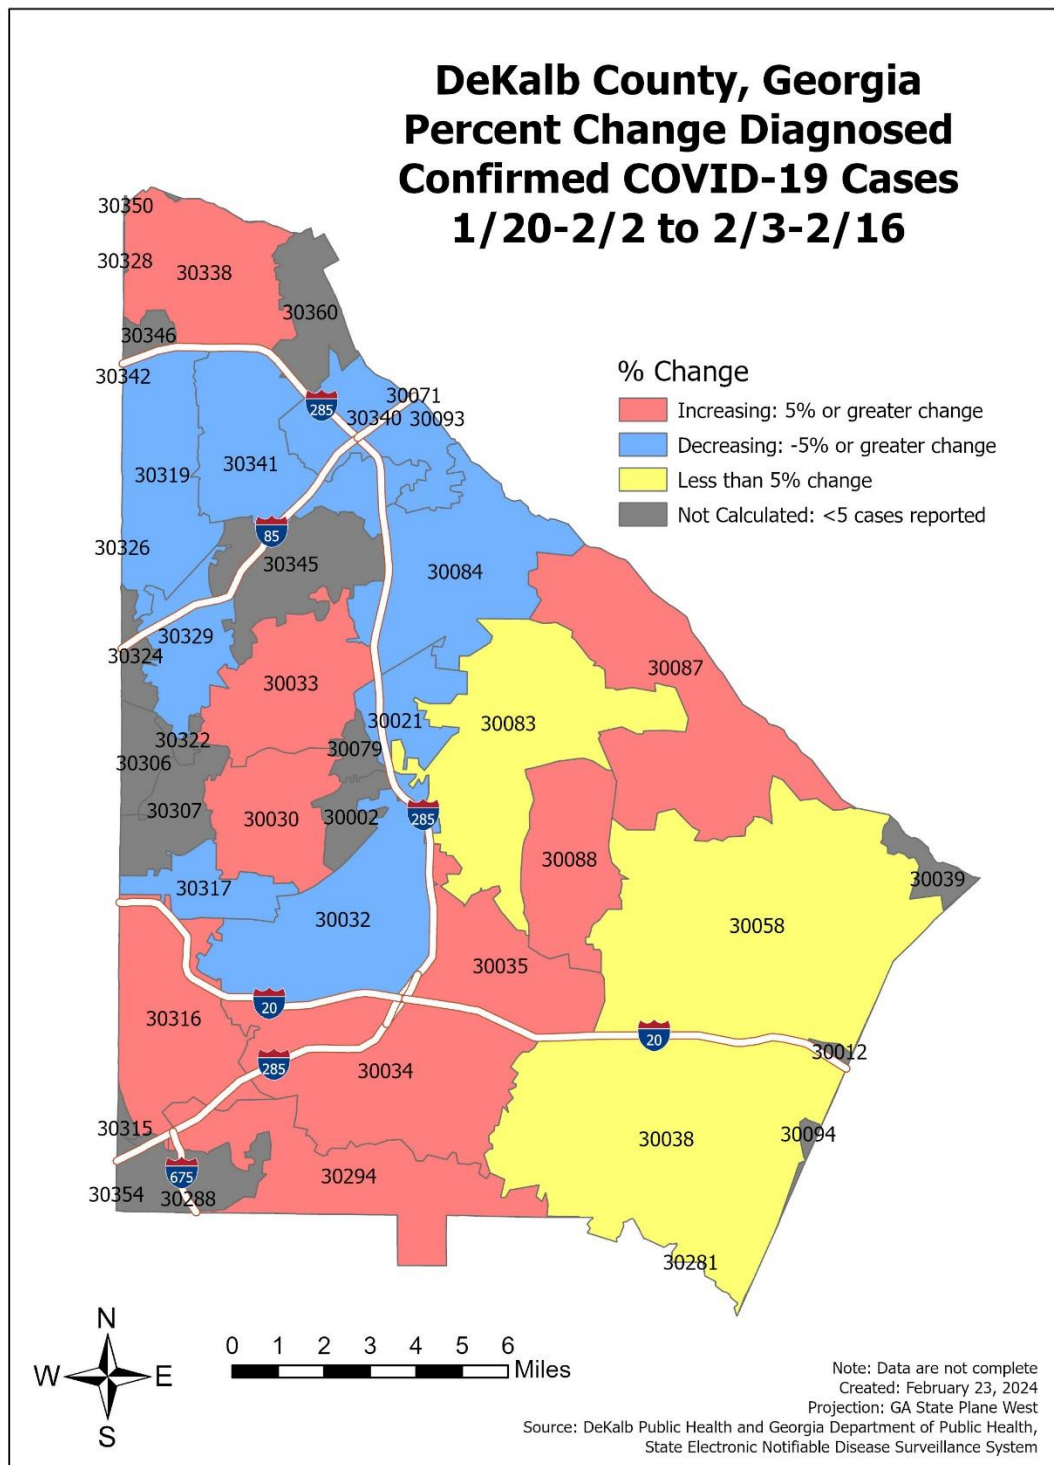 DeKalb County, Georgia
Percent Change Diagnosed
Confirmed COVID-19 Cases
1/20-2/2 to 2/3-2/16
30350
30328
30338
30360
30346
30342
% Change
Increasing: 5% or greater change
Decreasing: -5% or greater change
Less than 5% change
Not Calculated: <5 cases reported
285
30071
30340
30093
30319
30341
85
30326
30345
30084
30329
30324
30033
30087
30021
30083
30322
30079
30306
30307
30030
30002
285
30088
30039
30317
30032
30058
30035
20
30316
20
30012
285
30034
30315
30038
30094
675
30294
30354
30288
30281
N
W
E
S
0 1 2 3 4 5 6
Miles
Note: Data are not complete
Created: February 23, 2024
Projection: GA State Plane West
Source: DeKalb Public Health and Georgia Department of Public Health,
State Electronic Notifiable Disease Surveillance System